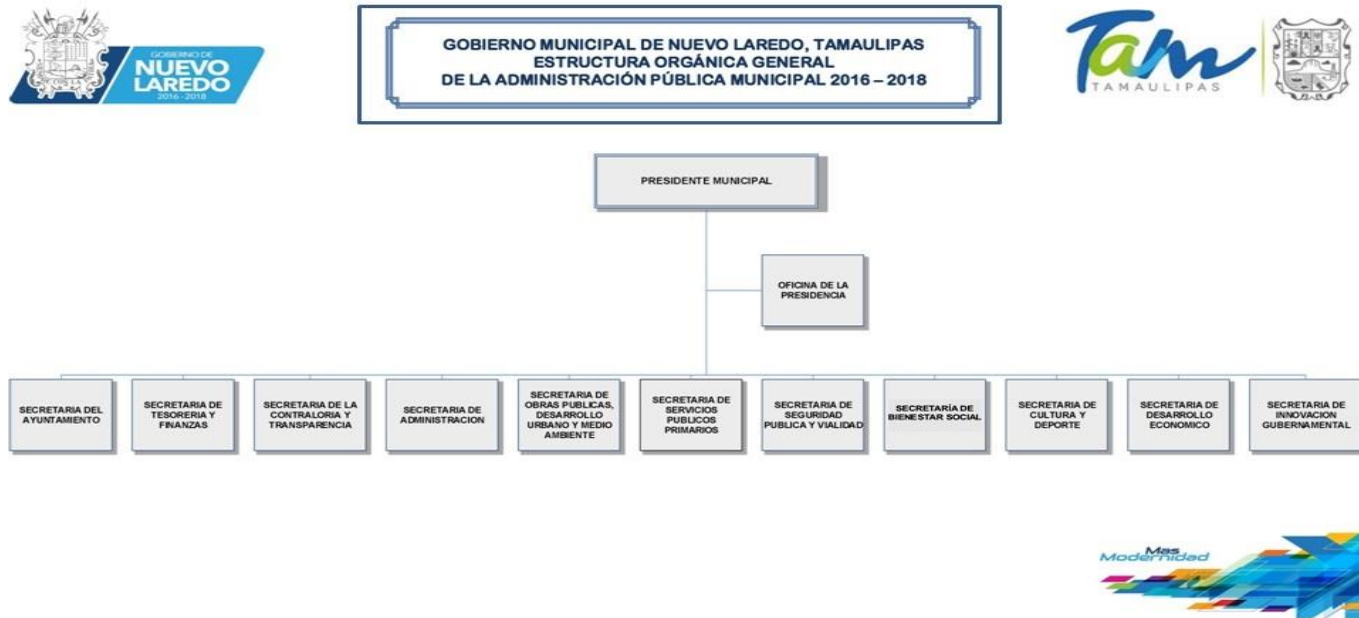 GOBIERNO DE
NUEVO
LAREDO
2016 - 2018
GOBIERNO MUNICIPAL DE NUEVO LAREDO, TAMAULIPAS
ESTRUCTURA ORGÁNICA GENERAL
DE LA ADMINISTRACIÓN PÚBLICA MUNICIPAL 2016 – 2018
Tam
TAMAULIPAS
PRESIDENTE MUNICIPAL
OFICINA DE LA
PRESIDENCIA
SECRETARIA DEL
AYUNTAMIENTO
SECRETARIA DE
TESORERIA Y
FINANZAS
SECRETARIA DE LA
CONTRALORIA Y
TRANSPARENCIA
SECRETARIA DE
ADMINISTRACION
SECRETARIA DE
OBRAS PUBLICAS,
DESARROLLO
URBANO Y MEDIO
AMBIENTE
SECRETARIA DE
SERVICIOS
PUBLICOS
PRIMARIOS
SECRETARIA DE
SEGURIDAD
PUBLICA Y VIALIDAD
SECRETARÍA DE
BIENESTAR SOCIAL
SECRETARIA DE
CULTURA Y
DEPORTE
SECRETARIA DE
DESARROLLO
ECONOMICO
SECRETARIA DE
INNOVACION
GUBERNAMENTAL
Mas
Modernidad